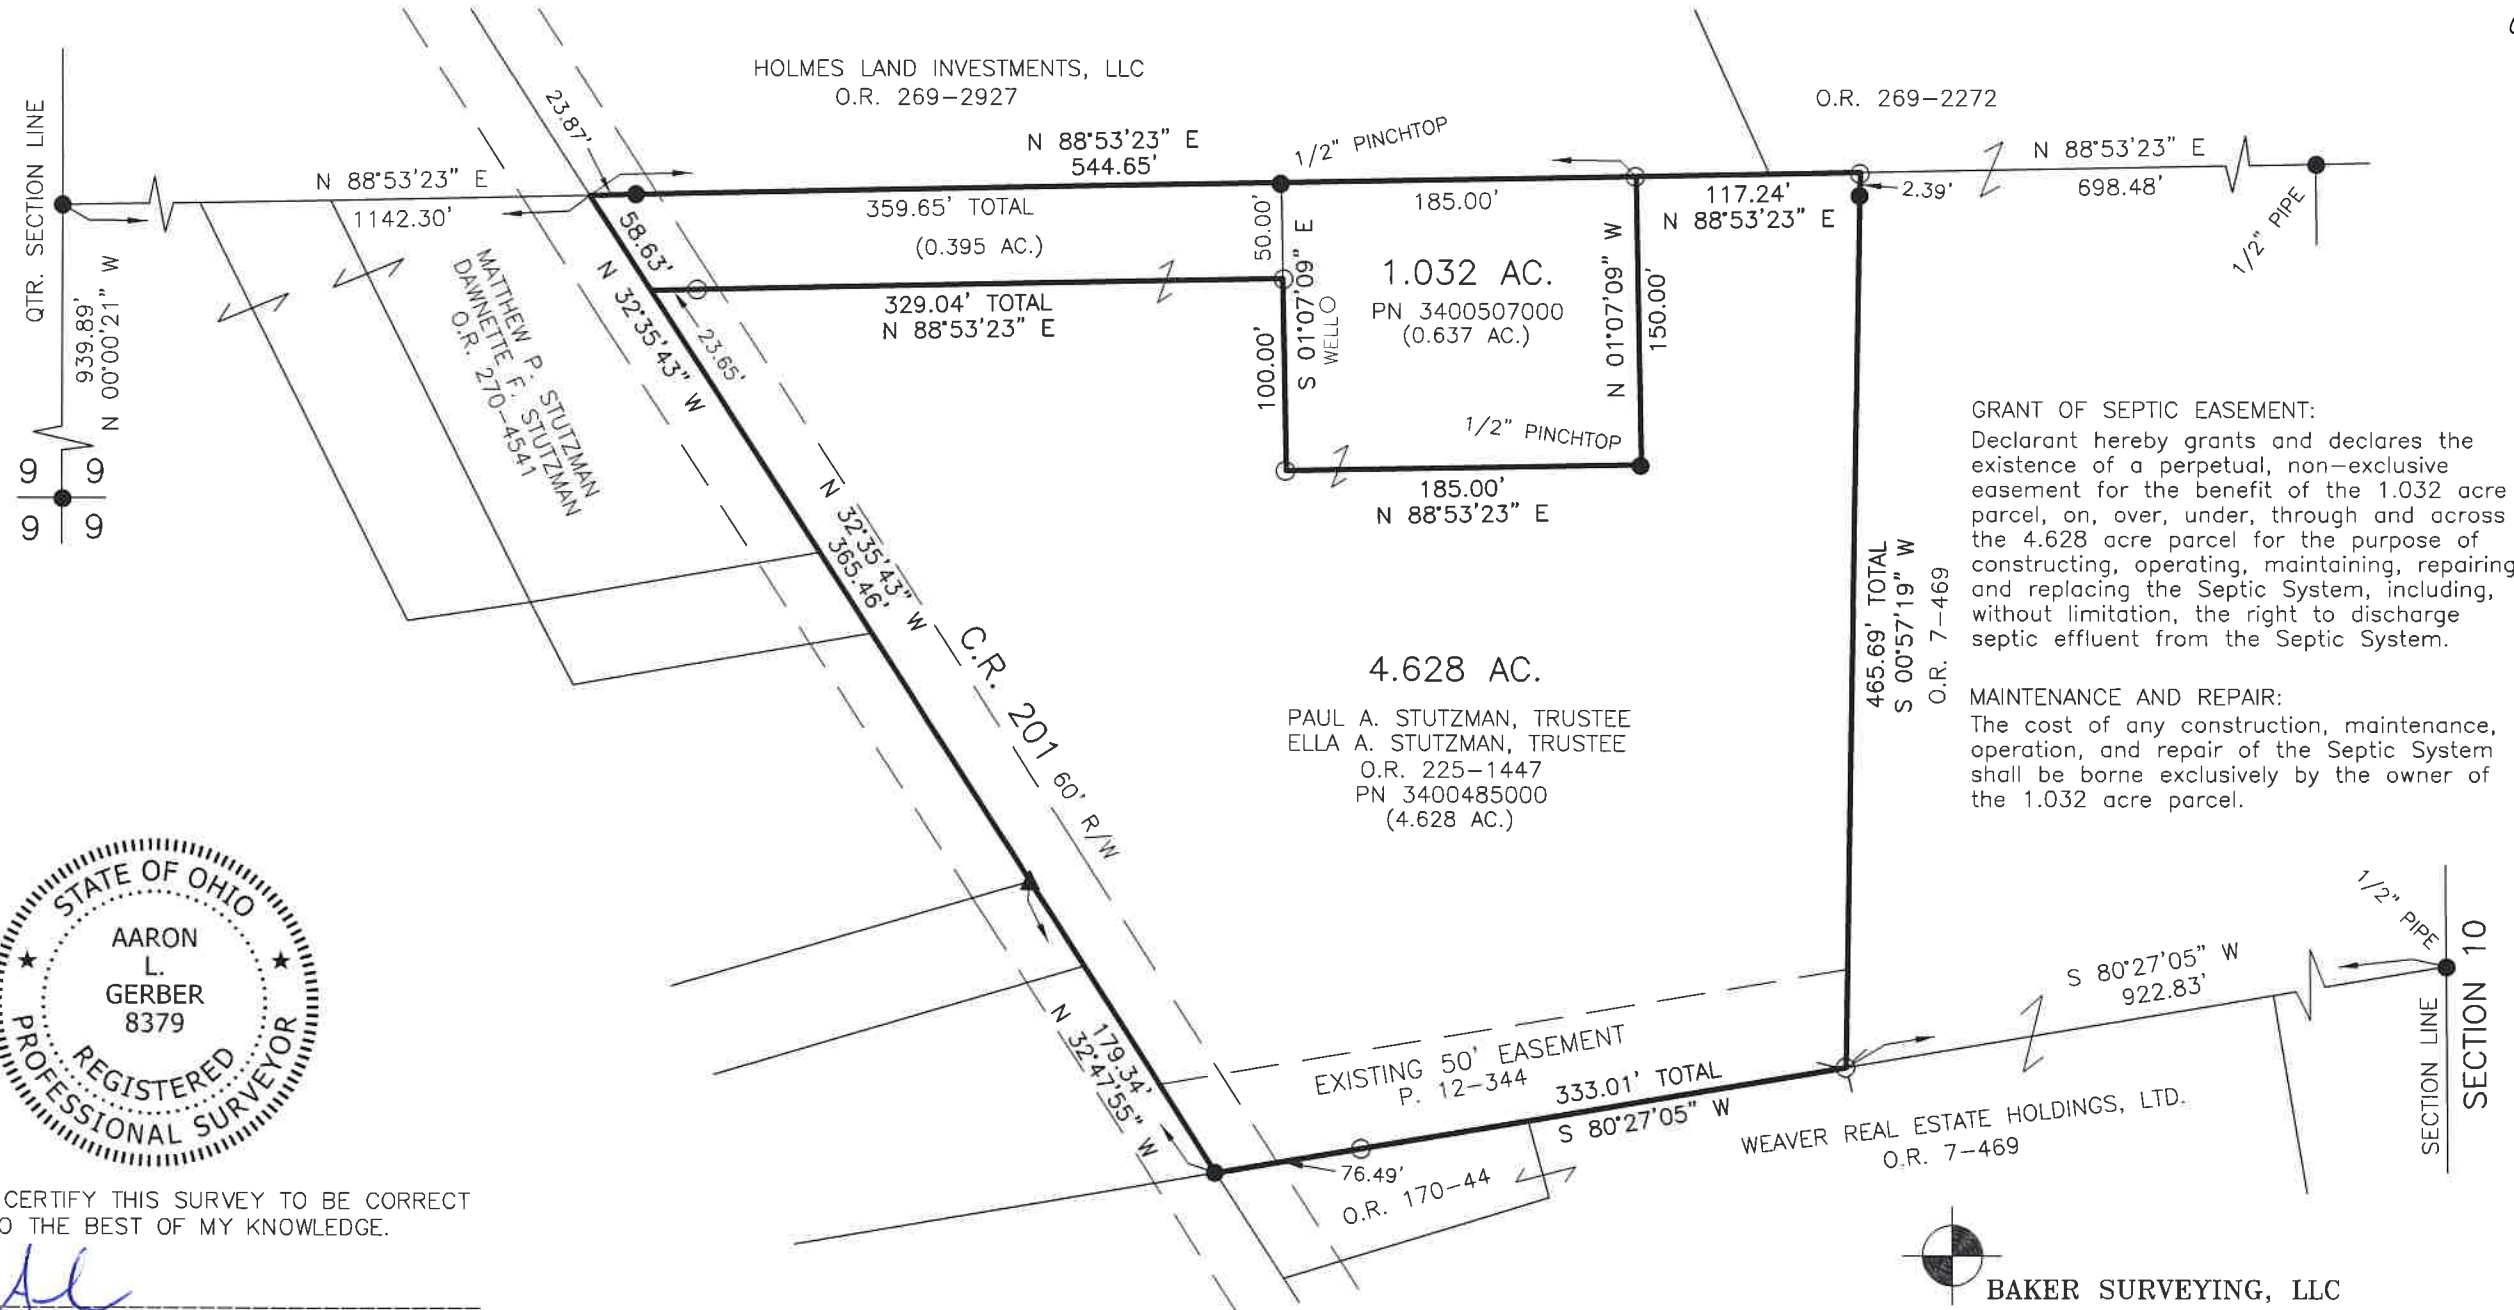 HOLMES LAND INVESTMENTS, LLC
O.R. 269-2927
O.R. 269-2272
QTR. SECTION LINE
939.89'
N 00°00'21" W
9 9
9 9
N 88°53'23" E
1142.30'
23.87'
N 88°53'23" E
544.65'
1/2" PINCHTOP
359.65' TOTAL
(0.395 AC.)
185.00'
117.24'
N 88°53'23" E
2.39'
N 88°53'23" E
698.48'
1/2" PIPE
58.63'
N 32°35'43" W
23.65'
329.04' TOTAL
N 88°53'23" E
50.00'
100.00'
S 01°07'09" E
WELL
1.032 AC.
PN 3400507000
(0.637 AC.)
N 01°07'09" W
150.00'
1/2" PINCHTOP
185.00'
N 88°53'23" E
MATTHEW P. STUTZMAN
DAWNETTE F. STUTZMAN
O.R. 270-4541
N 32°35'43" W
365.46'
C.R. 201 60' R/W
4.628 AC.
PAUL A. STUTZMAN, TRUSTEE
ELLA A. STUTZMAN, TRUSTEE
O.R. 225-1447
PN 3400485000
(4.628 AC.)
465.69' TOTAL
S 00°57'19" W
O.R. 7-469
GRANT OF SEPTIC EASEMENT:
Declarant hereby grants and declares the
existence of a perpetual, non-exclusive
easement for the benefit of the 1.032 acre
parcel, on, over, under, through and across
the 4.628 acre parcel for the purpose of
constructing, operating, maintaining, repairing
and replacing the Septic System, including,
without limitation, the right to discharge
septic effluent from the Septic System.
MAINTENANCE AND REPAIR:
The cost of any construction, maintenance,
operation, and repair of the Septic System
shall be borne exclusively by the owner of
the 1.032 acre parcel.
1/2" PIPE
SECTION LINE
SECTION 10
S 80°27'05" W
922.83'
179.34'
N 32°47'55" W
EXISTING 50' EASEMENT
P. 12-344
333.01' TOTAL
S 80°27'05" W
76.49'
O.R. 170-44
WEAVER REAL ESTATE HOLDINGS, LTD.
O.R. 7-469
STATE OF OHIO
AARON
L.
GERBER
8379
REGISTERED
PROFESSIONAL SURVEYOR
CERTIFY THIS SURVEY TO BE CORRECT
O THE BEST OF MY KNOWLEDGE.
BAKER SURVEYING, LLC